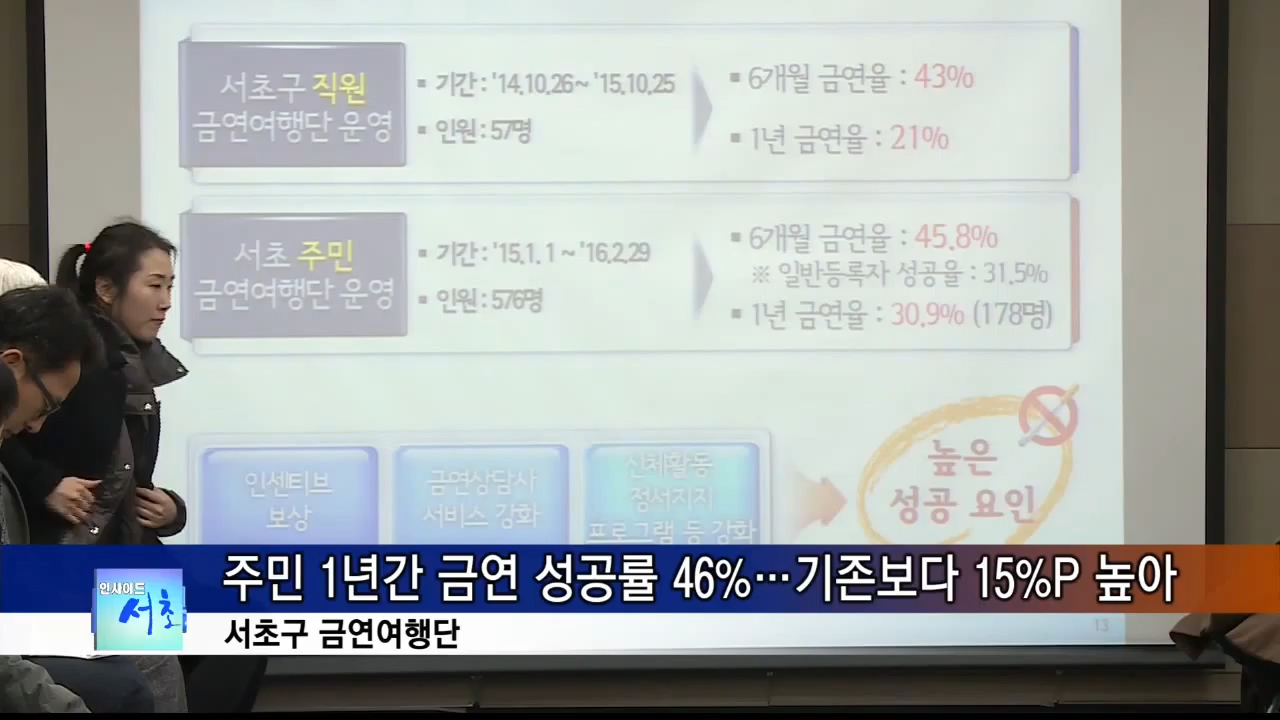 서초구 직원
금연여행단 운영
▪ 기간 : '14.10.26 ~ '15.10.25
▪ 인원 : 57명
▪ 6개월 금연율 : 43%
▪ 1년 금연율 : 21%
서초 주민
금연여행단 운영
▪ 기간 : '15.1. 1 ~ '16.2.29
▪ 인원 : 576명
▪ 6개월 금연율 : 45.8%
※ 일반등록자 성공율 : 31.5%
▪ 1년 금연율 : 30.9% (178명)
인센티브
보상
금연상담사
서비스 강화
신체활동
정서지지
프로그램 등 강화
높은
성공 요인
주민 1년간 금연 성공률 46%…기존보다 15%P 높아
인사이드
서초
서초구 금연여행단
13